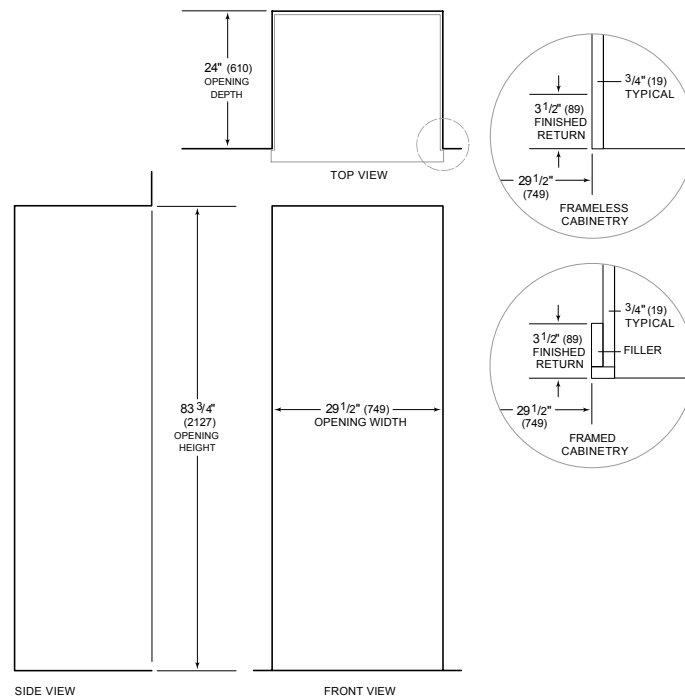 24" (610)
OPENING
DEPTH
TOP VIEW
3/4" (19)
TYPICAL
3 1/2" (89)
FINISHED
RETURN
29 1/2"
(749)
FRAMELESS
CABINETRY
3/4" (19)
TYPICAL
3 1/2" (89)
FINISHED
RETURN
FILLER
29 1/2"
(749)
FRAMED
CABINETRY
83 3/4"
(2127)
OPENING
HEIGHT
29 1/2" (749)
OPENING WIDTH
SIDE VIEW
FRONT VIEW